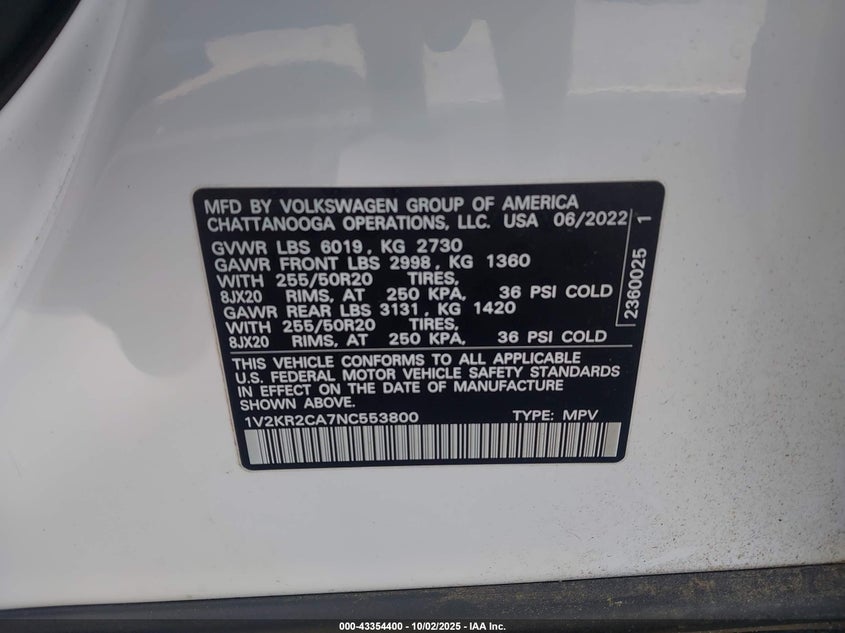 MFD BY VOLKSWAGEN GROUP OF AMERICA
CHATTANOOGA OPERATIONS, LLC. USA 06/2022
GVWR LBS 6019, KG 2730
GAWR FRONT LBS 2998, KG 1360
WITH 255/50R20 TIRES,
8JX20 RIMS, AT 250 KPA, 36 PSI COLD
GAWR REAR LBS 3131, KG 1420
WITH 255/50R20 TIRES,
8JX20 RIMS, AT 250 KPA, 36 PSI COLD
2360025 1
THIS VEHICLE CONFORMS TO ALL APPLICABLE
U.S. FEDERAL MOTOR VEHICLE SAFETY STANDARDS
IN EFFECT ON THE DATE OF MANUFACTURE
SHOWN ABOVE.
1V2KR2CA7NC553800 TYPE: MPV
000-43354400 - 10/02/2025 - IAA Inc.